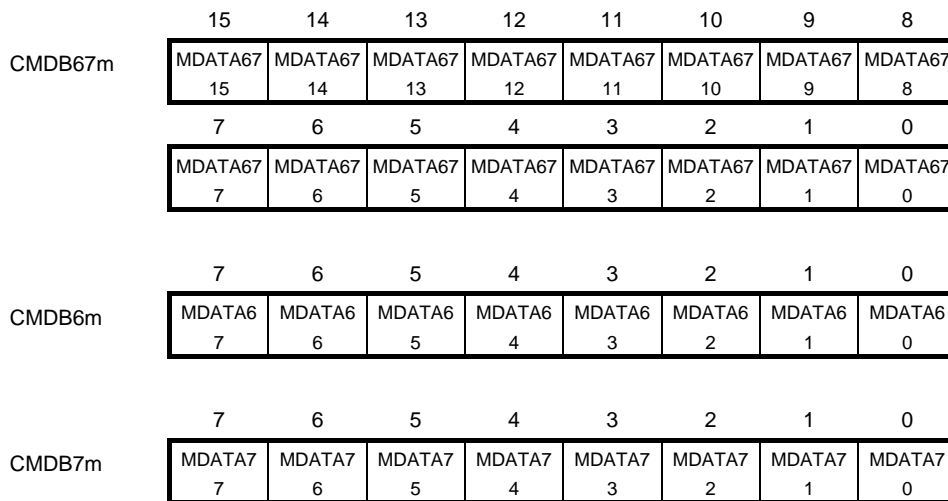 15 14 13 12 11 10 9 8
CMDB67m MDATA67 MDATA67 MDATA67 MDATA67 MDATA67 MDATA67 MDATA67 MDATA67
15 14 13 12 11 10 9 8
7 6 5 4 3 2 1 0
MDATA67 MDATA67 MDATA67 MDATA67 MDATA67 MDATA67 MDATA67 MDATA67
7 6 5 4 3 2 1 0
7 6 5 4 3 2 1 0
CMDB6m MDATA6 MDATA6 MDATA6 MDATA6 MDATA6 MDATA6 MDATA6 MDATA6
7 6 5 4 3 2 1 0
7 6 5 4 3 2 1 0
CMDB7m MDATA7 MDATA7 MDATA7 MDATA7 MDATA7 MDATA7 MDATA7 MDATA7
7 6 5 4 3 2 1 0